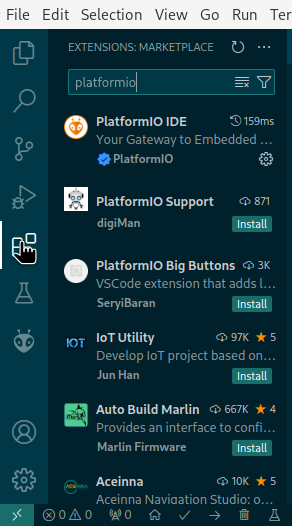 File Edit Selection View Go Run Ter
EXTENSIONS: MARKETPLACE
platformio
PlatformIO IDE 159ms
Your Gateway to Embedded ...
PlatformIO
PlatformIO Support 871
digiMan Install
PlatformIO Big Buttons 3K
VSCode extension that adds l...
SeryiBaran Install
IOT
IoT Utility 97K 5
Develop IoT project based on...
Jun Han Install
Auto Build Marlin 667K 4
Provides an interface to confi...
Marlin Firmware Install
ACEINNA
Aceinna 10K 5
Aceinna Navigation Studio: o...
0 0 0